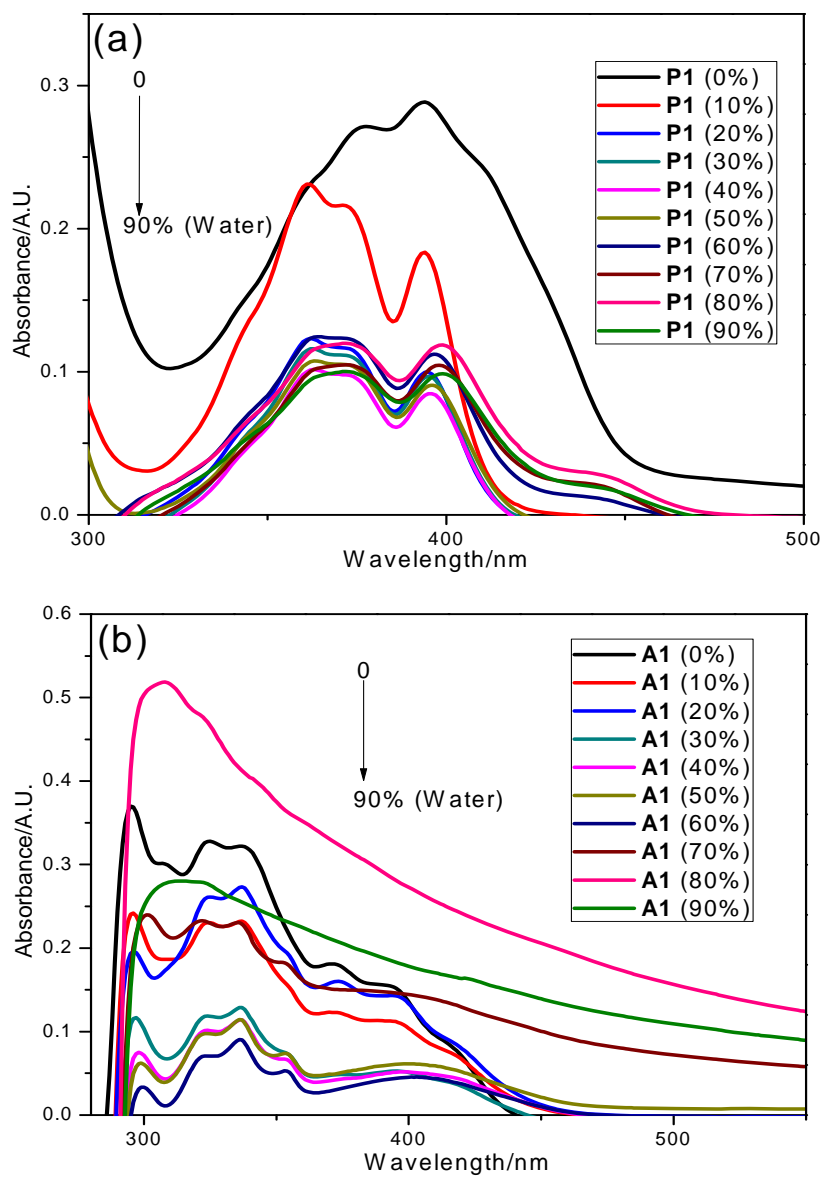 (a)
0
90% (Water)
P1 (0%)
P1 (10%)
P1 (20%)
P1 (30%)
P1 (40%)
P1 (50%)
P1 (60%)
P1 (70%)
P1 (80%)
P1 (90%)
0.3
0.2
0.1
0.0
Absorbance/A.U.
300
400
500
Wavelength/nm
(b)
0
90% (Water)
A1 (0%)
A1 (10%)
A1 (20%)
A1 (30%)
A1 (40%)
A1 (50%)
A1 (60%)
A1 (70%)
A1 (80%)
A1 (90%)
0.6
0.5
0.4
0.3
0.2
0.1
0.0
Absorbance/A.U.
300
400
500
Wavelength/nm